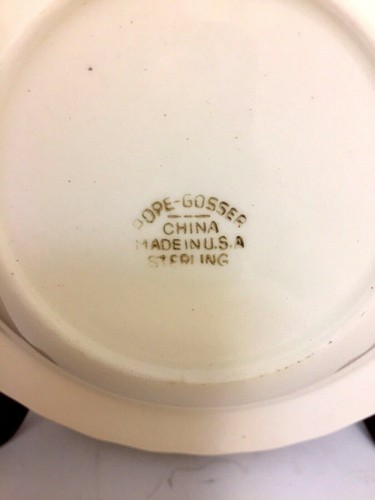 POPE-GOSSER
CHINA
MADE IN U.S.A
STERLING